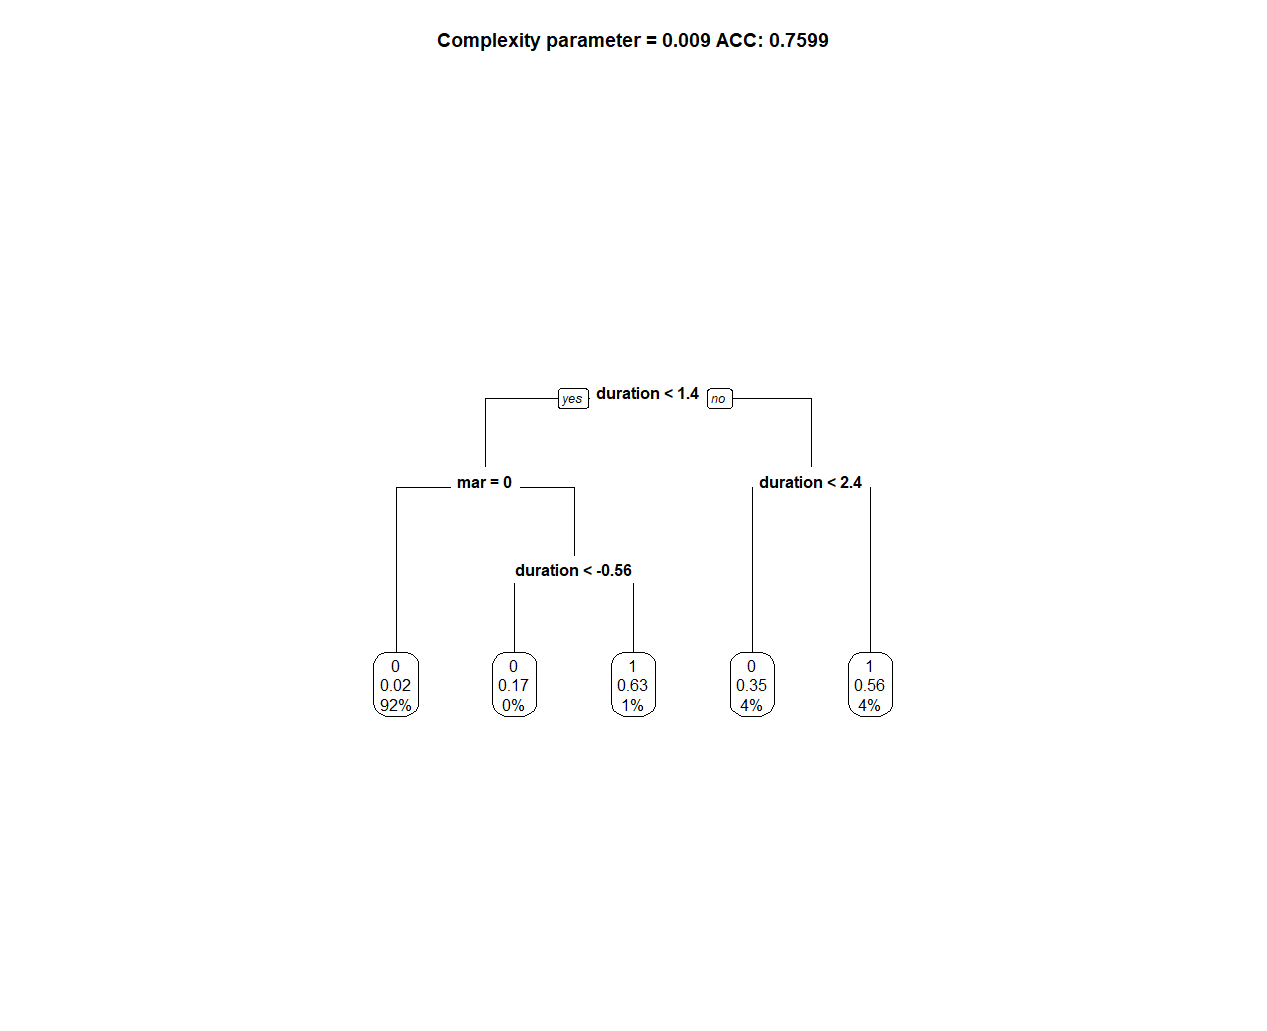 Complexity parameter = 0.009 ACC: 0.7599
yes duration < 1.4 no
mar = 0 duration < 2.4
duration < -0.56
0 0 1 0 1
0.02 0.17 0.63 0.35 0.56
92% 0% 1% 4% 4%